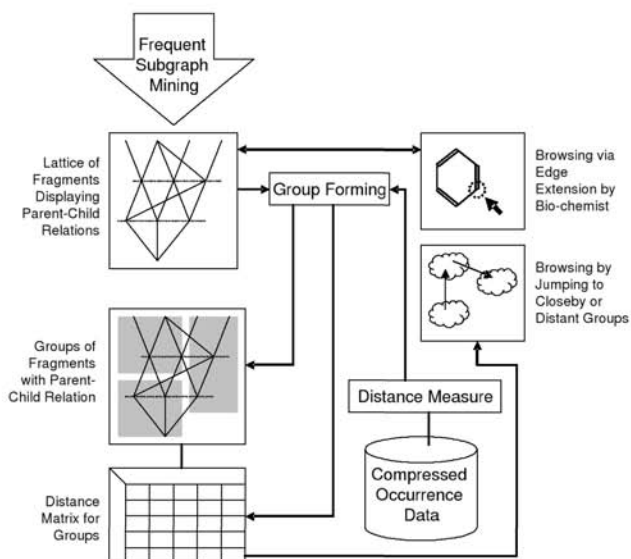 Frequent
Subgraph
Mining
Lattice of
Fragments
Displaying
Parent-Child
Relations
Group Forming
Browsing via
Edge
Extension by
Bio-chemist
Browsing by
Jumping to
Closeby or
Distant Groups
Groups of
Fragments
with Parent-
Child Relation
Distance Measure
Compressed
Occurrence
Data
Distance
Matrix for
Groups